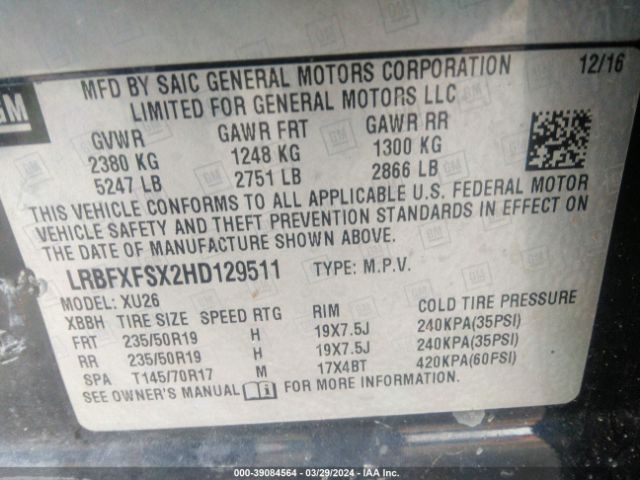 GM
MFD BY SAIC GENERAL MOTORS CORPORATION 12/16
LIMITED FOR GENERAL MOTORS LLC
GVWR GAWR FRT GAWR RR
2380 KG 1248 KG 1300 KG
5247 LB 2751 LB 2866 LB
THIS VEHICLE CONFORMS TO ALL APPLICABLE U.S. FEDERAL MOTOR
VEHICLE SAFETY AND THEFT PREVENTION STANDARDS IN EFFECT ON
THE DATE OF MANUFACTURE SHOWN ABOVE.
LRBFXFSX2HD129511 TYPE: M.P.V.
MODEL: XU26
XBBH TIRE SIZE SPEED RTG RIM COLD TIRE PRESSURE
FRT 235/50R19 H 19X7.5J 240KPA(35PSI)
RR 235/50R19 H 19X7.5J 240KPA(35PSI)
SPA T145/70R17 M 17X4BT 420KPA(60PSI)
SEE OWNER'S MANUAL FOR MORE INFORMATION.
000-39084564 | 03/29/2024 - IAA Inc.